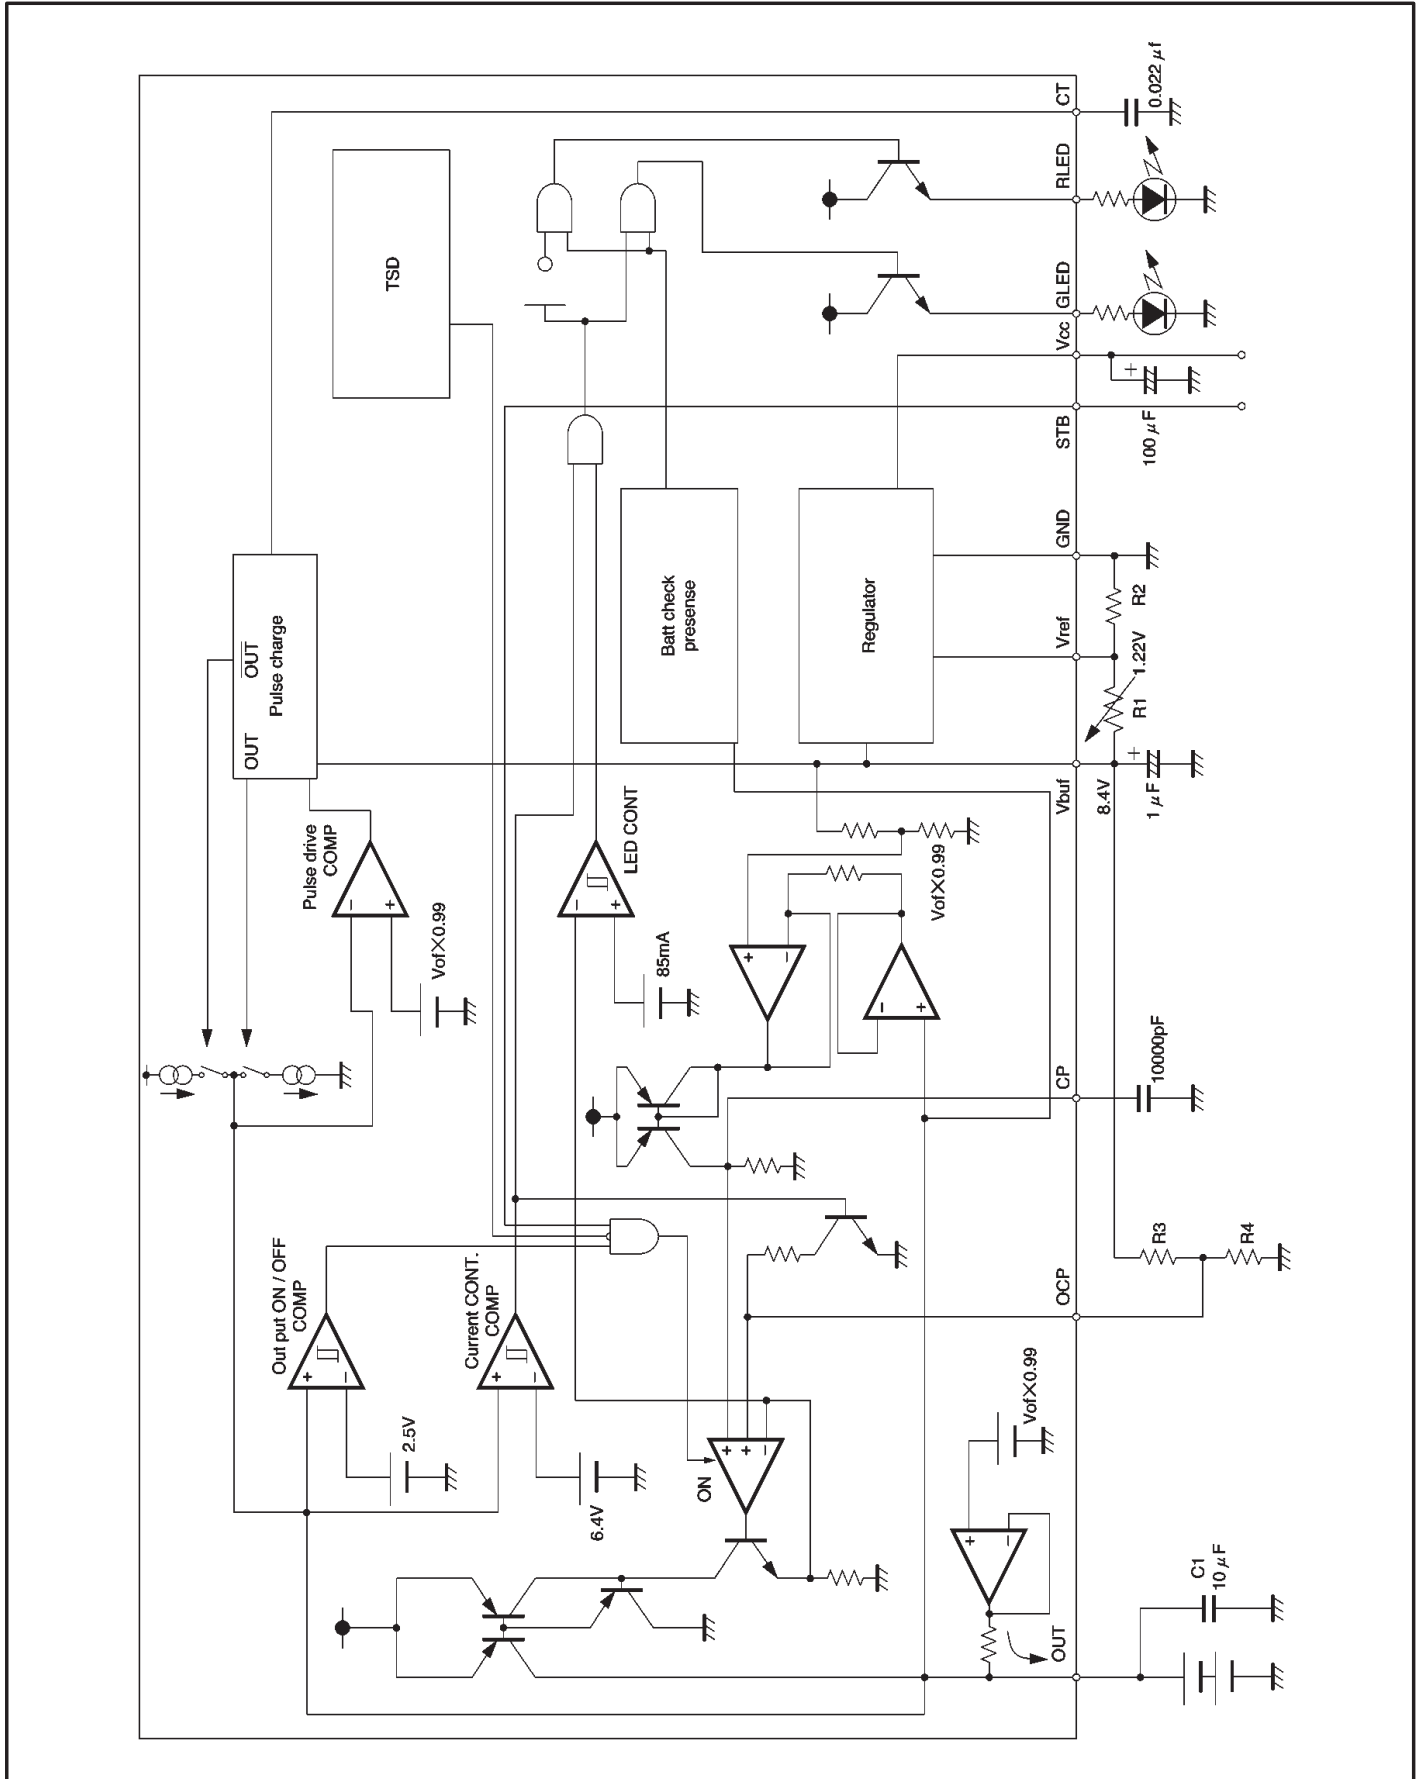 TSD
OUT
OUT
Pulse charge
Pulse drive
COMP
−
+
Vof×0.99
LED CONT
−
+
85mA
Batt check
presense
Regulator
Vof×0.99
+
−
−
+
Out put ON / OFF
COMP
+
−
2.5V
Current CONT.
COMP
+
−
6.4V
ON
+
+
−
Vof×0.99
+
−
OUT
CT
0.022 μf
RLED
GLED
Vcc
+
100 μF
STB
GND
R2
Vref
1.22V
R1
Vbuf
8.4V
+
1 μF
CP
10000pF
OCP
R3
R4
C1
10 μF